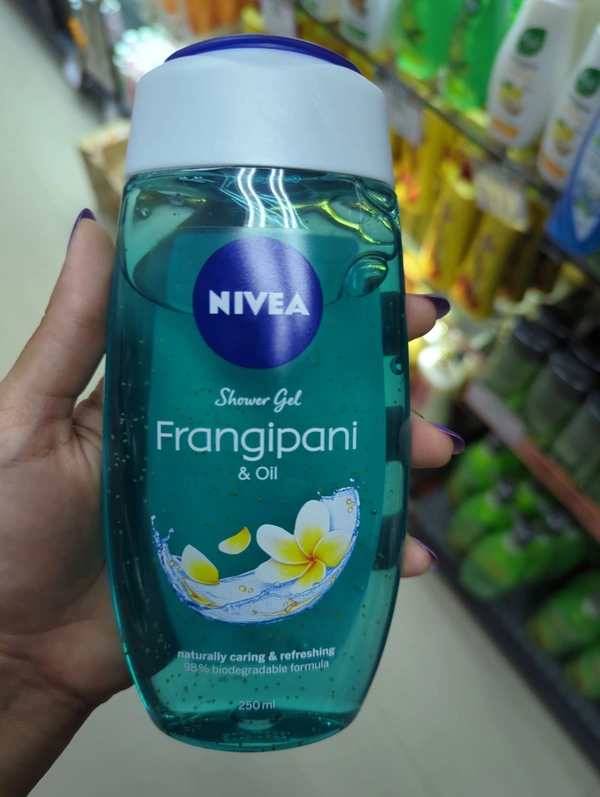 NIVEA
Shower Gel
Frangipani
& Oil
naturally caring & refreshing
98% biodegradable formula
250 ml